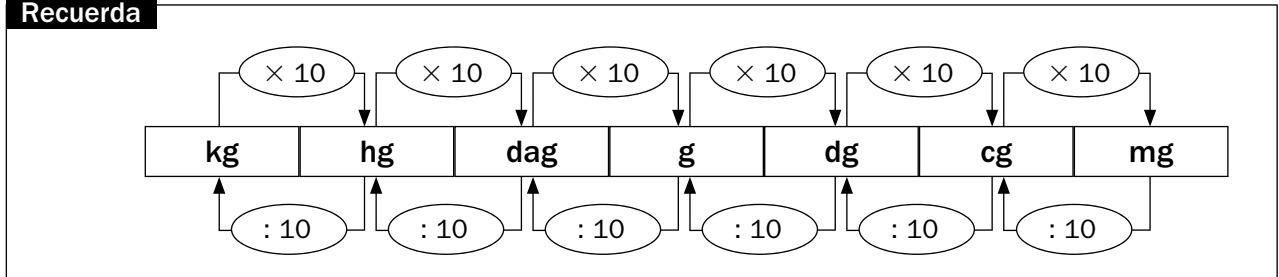 Recuerda
× 10 × 10 × 10 × 10 × 10 × 10
kg hg dag g dg cg mg
: 10 : 10 : 10 : 10 : 10 : 10